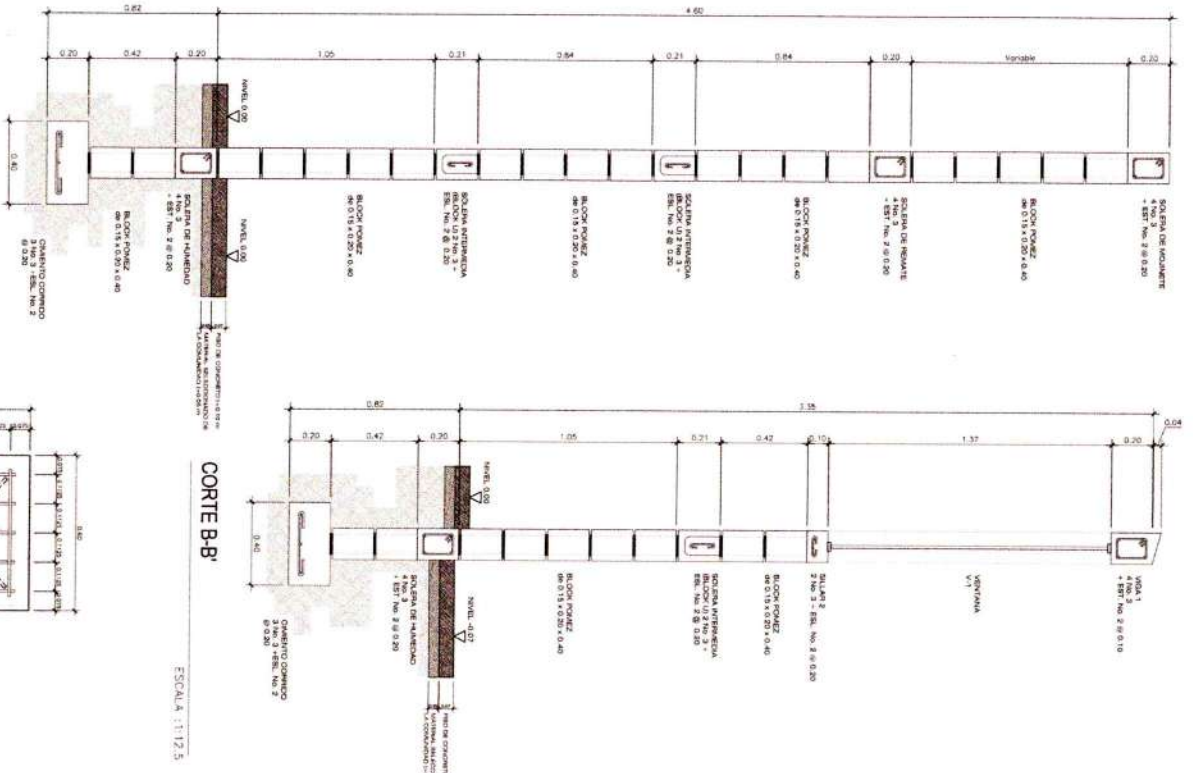 0.82
4.60
0.20
0.42
0.20
1.05
0.21
0.84
0.21
0.84
0.20
Variable
0.20
NIVEL 0.00
NIVEL 0.00
0.40
SOLERA DE MOJINETE
4 No. 3
+ EST No. 2 @ 0.20
BLOCK POMEZ
de 0.15 x 0.20 x 0.40
SOLERA DE REMATE
4 No. 3
+ EST No. 2 @ 0.20
BLOCK POMEZ
de 0.15 x 0.20 x 0.40
SOLERA INTERMEDIA
(BLOCK U) 2 No. 3 +
ESL. No. 2 @ 0.20
BLOCK POMEZ
de 0.15 x 0.20 x 0.40
SOLERA INTERMEDIA
(BLOCK U) 2 No. 3 +
ESL. No. 2 @ 0.20
BLOCK POMEZ
de 0.15 x 0.20 x 0.40
SOLERA DE HUMEDAD
4 No. 3
+ EST No. 2 @ 0.20
BLOCK POMEZ
de 0.15 x 0.20 x 0.40
CIMIENTO CORRIDO
3 No. 3 +ESL. No. 2
@ 0.20
PISO DE CONCRETO
MATERIAL SELECCIONADO DE
LA COMUNIDAD
CORTE B-B'
ESCALA : 1:12.5
0.82
3.38
0.04
0.20
0.42
0.20
1.05
0.21
0.42
0.10
1.37
0.20
NIVEL 0.00
NIVEL -0.07
0.40
VIGA 1
4 No. 3
+ EST No. 2 @ 0.10
VENTANA
V-1
SILLAR 2
2 No. 3 + ESL. No. 2 @ 0.20
BLOCK POMEZ
de 0.15 x 0.20 x 0.40
SOLERA INTERMEDIA
(BLOCK U) 2 No. 3 +
ESL. No. 2 @ 0.20
BLOCK POMEZ
de 0.15 x 0.20 x 0.40
SOLERA DE HUMEDAD
4 No. 3
+ EST No. 2 @ 0.20
CIMIENTO CORRIDO
3 No. 3 +ESL. No. 2
@ 0.20
PISO DE CONCRET
0.40